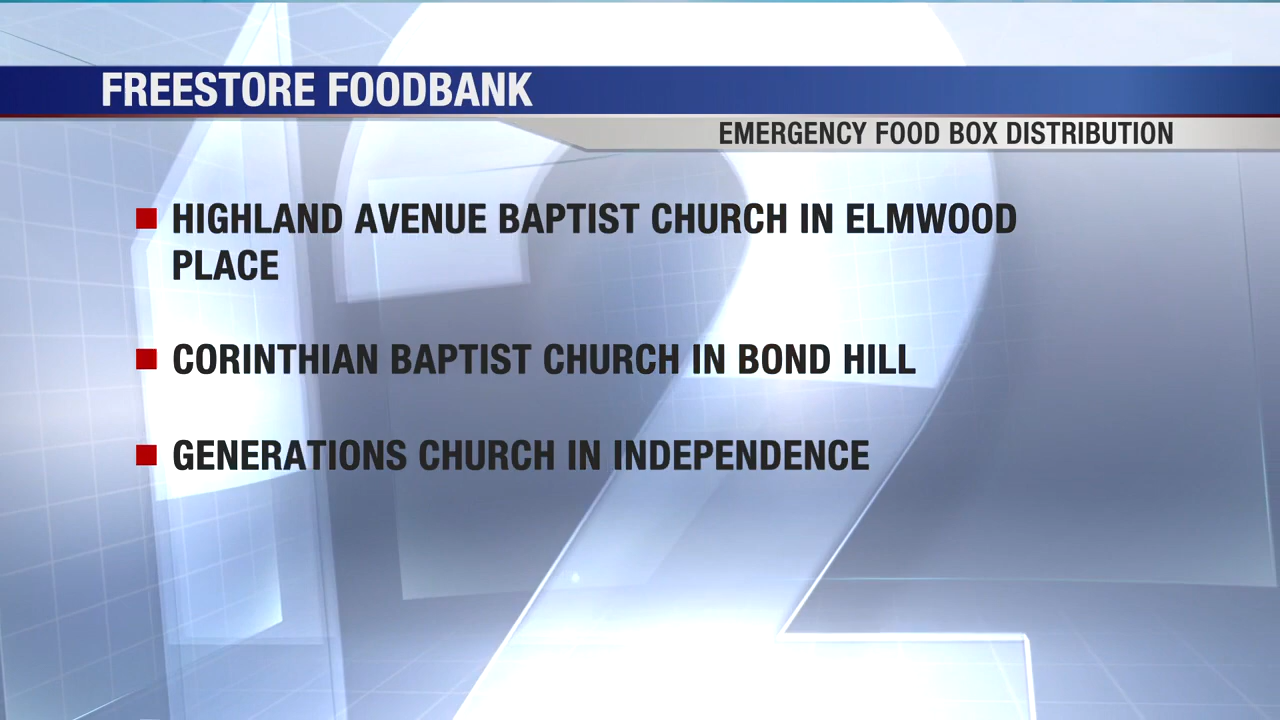 FREESTORE FOODBANK
EMERGENCY FOOD BOX DISTRIBUTION
HIGHLAND AVENUE BAPTIST CHURCH IN ELMWOOD
PLACE
CORINTHIAN BAPTIST CHURCH IN BOND HILL
GENERATIONS CHURCH IN INDEPENDENCE
12